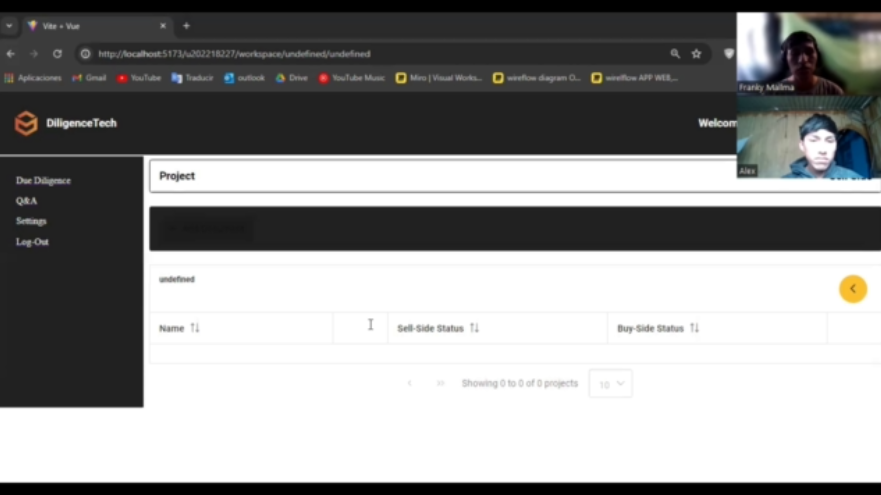 Vite + Vue
http://localhost:5173/u202218227/workspace/undefined/undefined
Aplicaciones Gmail YouTube Traducir outlook Drive YouTube Music Miro | Visual Works... wireflow diagram O... wireflow APP WEB,...
Franky Mallma
DiligenceTech
Welcom
Alex
Due Diligence
Project
Q&A
Settings
Log-Out
undefined
Name
Sell-Side Status
Buy-Side Status
Showing 0 to 0 of 0 projects
10